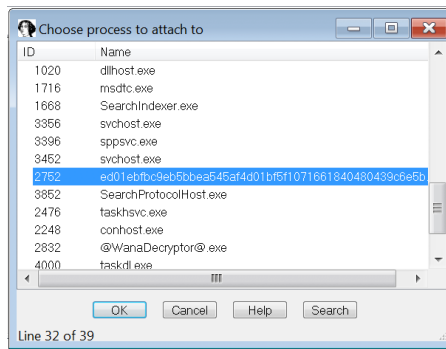 Choose process to attach to
ID Name
1020 dllhost.exe
1716 msdtc.exe
1668 SearchIndexer.exe
3356 svchost.exe
3396 sppsvc.exe
3452 svchost.exe
2752 ed01ebfbc9eb5bbea545af4d01bf5f1071661840480439c6e5b.
3852 SearchProtocolHost.exe
2476 taskhsvc.exe
2248 conhost.exe
2832 @WanaDecryptor@.exe
4000 taskdl.exe
OK Cancel Help Search
Line 32 of 39